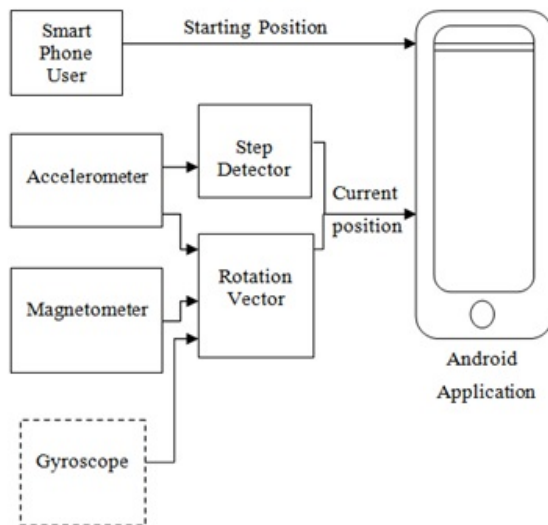 Smart
Phone
User
Starting Position
Accelerometer
Step
Detector
Current
position
Magnetometer
Rotation
Vector
Gyroscope
Android
Application